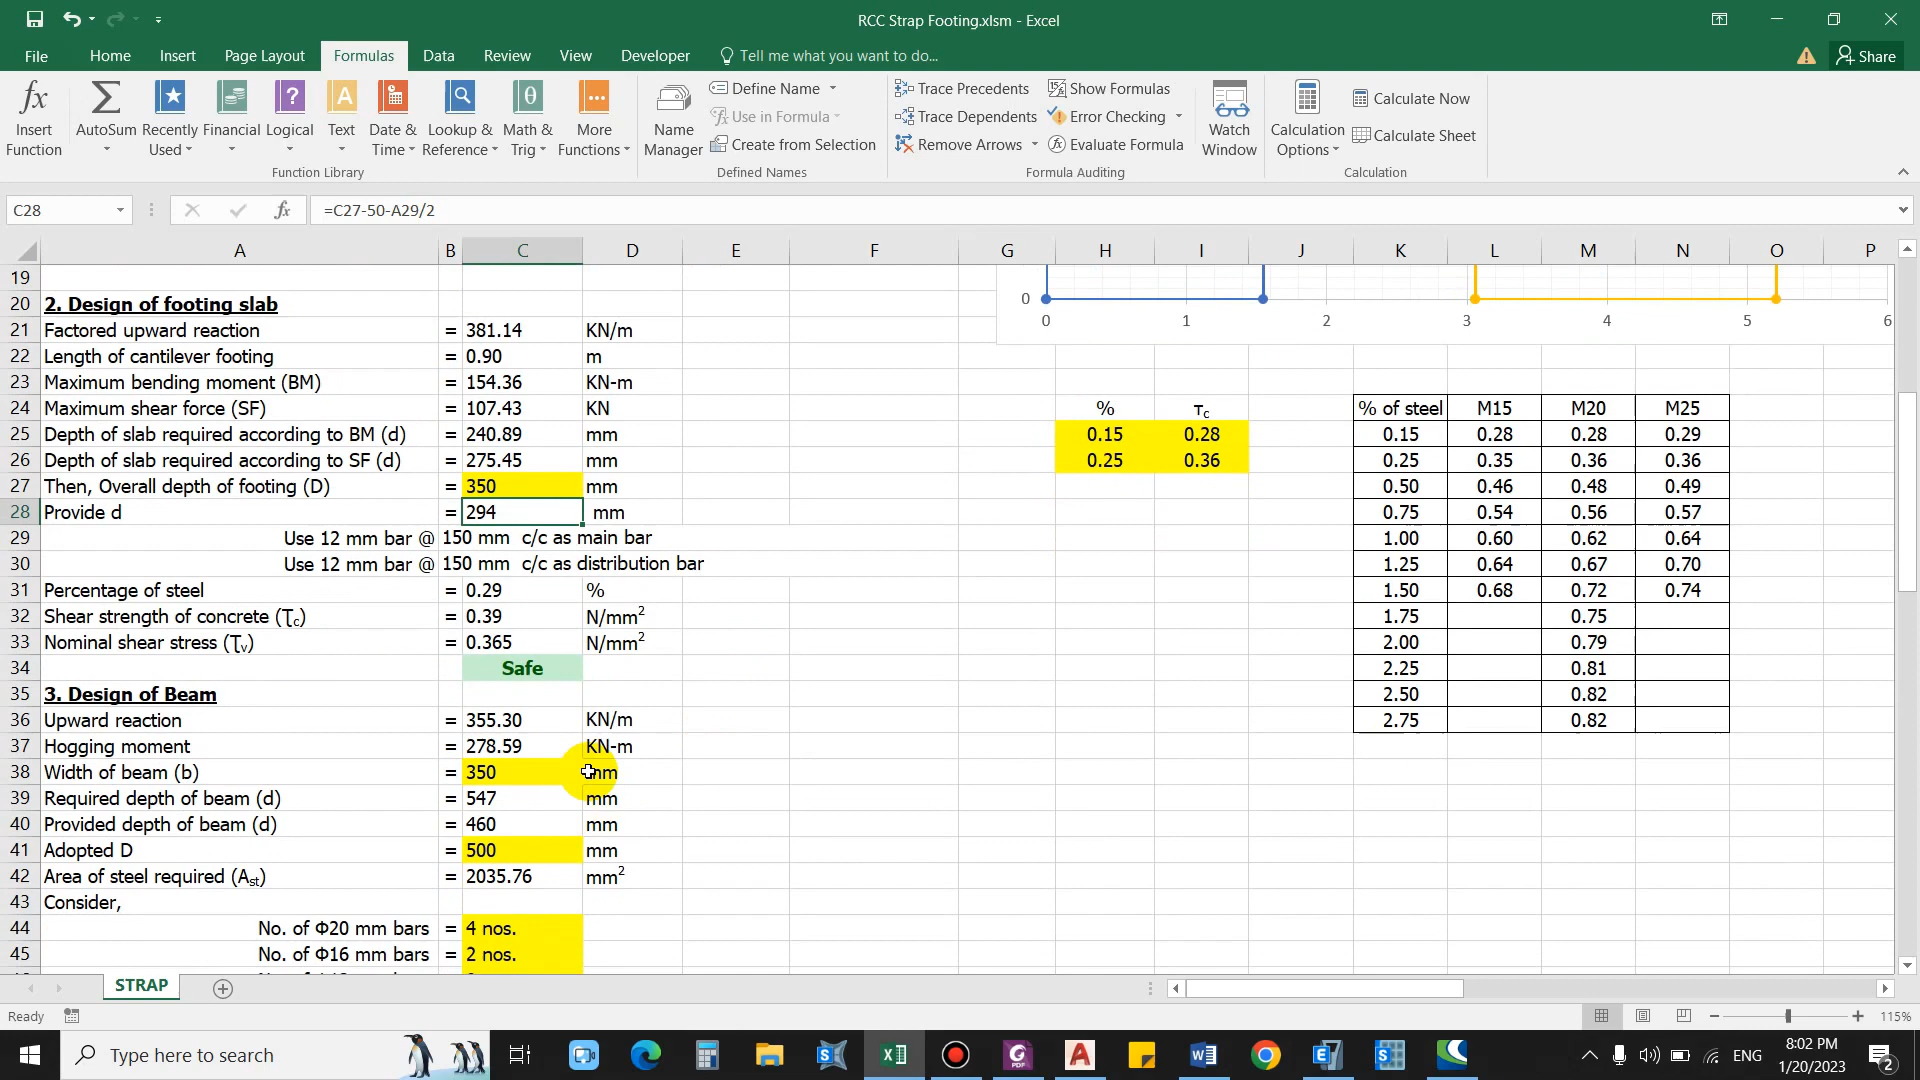 RCC Strap Footing.xlsm - Excel
File Home Insert Page Layout Formulas Data Review View Developer Tell me what you want to do... Share
Insert Function
AutoSum
Recently Used
Financial
Logical
Text
Date & Time
Lookup & Reference
Math & Trig
More Functions
Function Library
Name Manager
Define Name
Use in Formula
Create from Selection
Defined Names
Trace Precedents
Trace Dependents
Remove Arrows
Show Formulas
Error Checking
Evaluate Formula
Formula Auditing
Watch Window
Calculation Options
Calculate Now
Calculate Sheet
Calculation
C28 fx =C27-50-A29/2
A B C D E F G H I J K L M N O P
19
20 2. Design of footing slab 0
21 Factored upward reaction = 381.14 KN/m 0 1 2 3 4 5 6
22 Length of cantilever footing = 0.90 m
23 Maximum bending moment (BM) = 154.36 KN-m
24 Maximum shear force (SF) = 107.43 KN % τc % of steel M15 M20 M25
25 Depth of slab required according to BM (d) = 240.89 mm 0.15 0.28 0.15 0.28 0.28 0.29
26 Depth of slab required according to SF (d) = 275.45 mm 0.25 0.36 0.25 0.35 0.36 0.36
27 Then, Overall depth of footing (D) = 350 mm 0.50 0.46 0.48 0.49
28 Provide d = 294 mm 0.75 0.54 0.56 0.57
29 Use 12 mm bar @ 150 mm c/c as main bar 1.00 0.60 0.62 0.64
30 Use 12 mm bar @ 150 mm c/c as distribution bar 1.25 0.64 0.67 0.70
31 Percentage of steel = 0.29 % 1.50 0.68 0.72 0.74
32 Shear strength of concrete (Ʈc) = 0.39 N/mm2 1.75 0.75
33 Nominal shear stress (Ʈv) = 0.365 N/mm2 2.00 0.79
34 Safe 2.25 0.81
35 3. Design of Beam 2.50 0.82
36 Upward reaction = 355.30 KN/m 2.75 0.82
37 Hogging moment = 278.59 KN-m
38 Width of beam (b) = 350 mm
39 Required depth of beam (d) = 547 mm
40 Provided depth of beam (d) = 460 mm
41 Adopted D = 500 mm
42 Area of steel required (Ast) = 2035.76 mm2
43 Consider,
44 No. of Φ20 mm bars = 4 nos.
45 No. of Φ16 mm bars = 2 nos.
STRAP
Ready 115%
Type here to search ENG 8:02 PM
1/20/2023 2